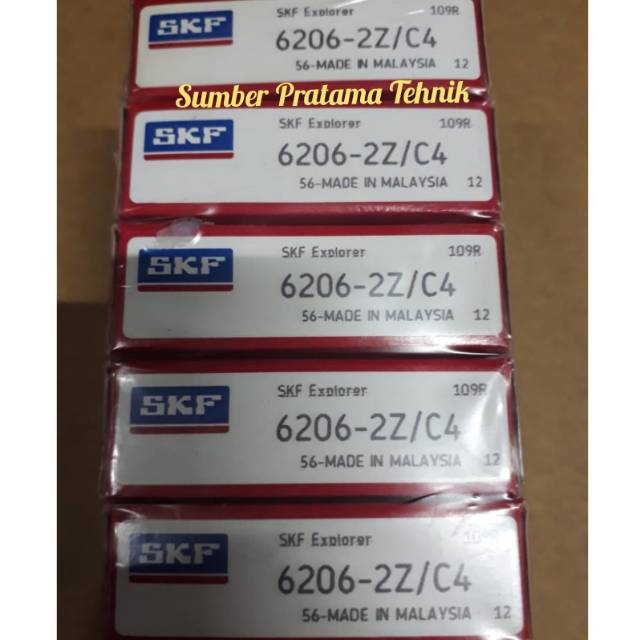 SKF
SKF Explorer 109R
6206-2Z/C4
56-MADE IN MALAYSIA 12
Sumber Pratama Tehnik
SKF
SKF Explorer 109R
6206-2Z/C4
56-MADE IN MALAYSIA 12
SKF
SKF Explorer 109R
6206-2Z/C4
56-MADE IN MALAYSIA 12
SKF
SKF Explorer 109R
6206-2Z/C4
56-MADE IN MALAYSIA 12
SKF
SKF Explorer
6206-2Z/C4
56-MADE IN MALAYSIA 12